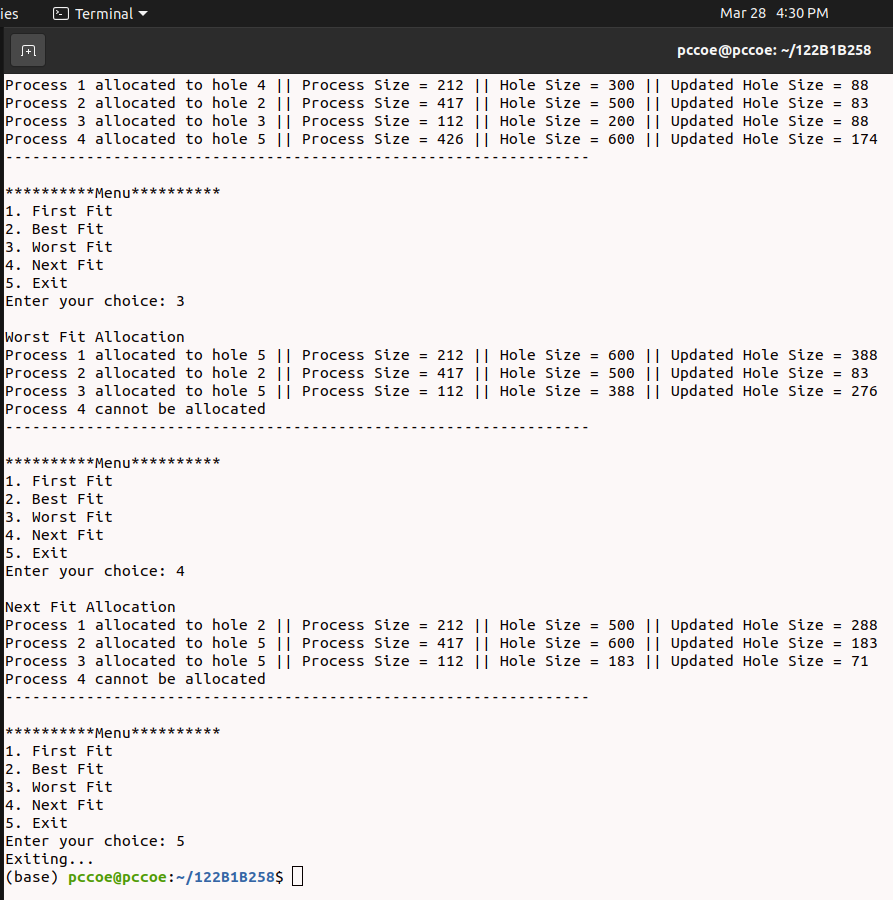 ies Terminal Mar 28 4:30 PM
pccoe@pccoe: ~/122B1B258
Process 1 allocated to hole 4 || Process Size = 212 || Hole Size = 300 || Updated Hole Size = 88
Process 2 allocated to hole 2 || Process Size = 417 || Hole Size = 500 || Updated Hole Size = 83
Process 3 allocated to hole 3 || Process Size = 112 || Hole Size = 200 || Updated Hole Size = 88
Process 4 allocated to hole 5 || Process Size = 426 || Hole Size = 600 || Updated Hole Size = 174
-----------------------------------------------------------------
**********Menu**********
1. First Fit
2. Best Fit
3. Worst Fit
4. Next Fit
5. Exit
Enter your choice: 3
Worst Fit Allocation
Process 1 allocated to hole 5 || Process Size = 212 || Hole Size = 600 || Updated Hole Size = 388
Process 2 allocated to hole 2 || Process Size = 417 || Hole Size = 500 || Updated Hole Size = 83
Process 3 allocated to hole 5 || Process Size = 112 || Hole Size = 388 || Updated Hole Size = 276
Process 4 cannot be allocated
-----------------------------------------------------------------
**********Menu**********
1. First Fit
2. Best Fit
3. Worst Fit
4. Next Fit
5. Exit
Enter your choice: 4
Next Fit Allocation
Process 1 allocated to hole 2 || Process Size = 212 || Hole Size = 500 || Updated Hole Size = 288
Process 2 allocated to hole 5 || Process Size = 417 || Hole Size = 600 || Updated Hole Size = 183
Process 3 allocated to hole 5 || Process Size = 112 || Hole Size = 183 || Updated Hole Size = 71
Process 4 cannot be allocated
-----------------------------------------------------------------
**********Menu**********
1. First Fit
2. Best Fit
3. Worst Fit
4. Next Fit
5. Exit
Enter your choice: 5
Exiting...
(base) pccoe@pccoe:~/122B1B258$